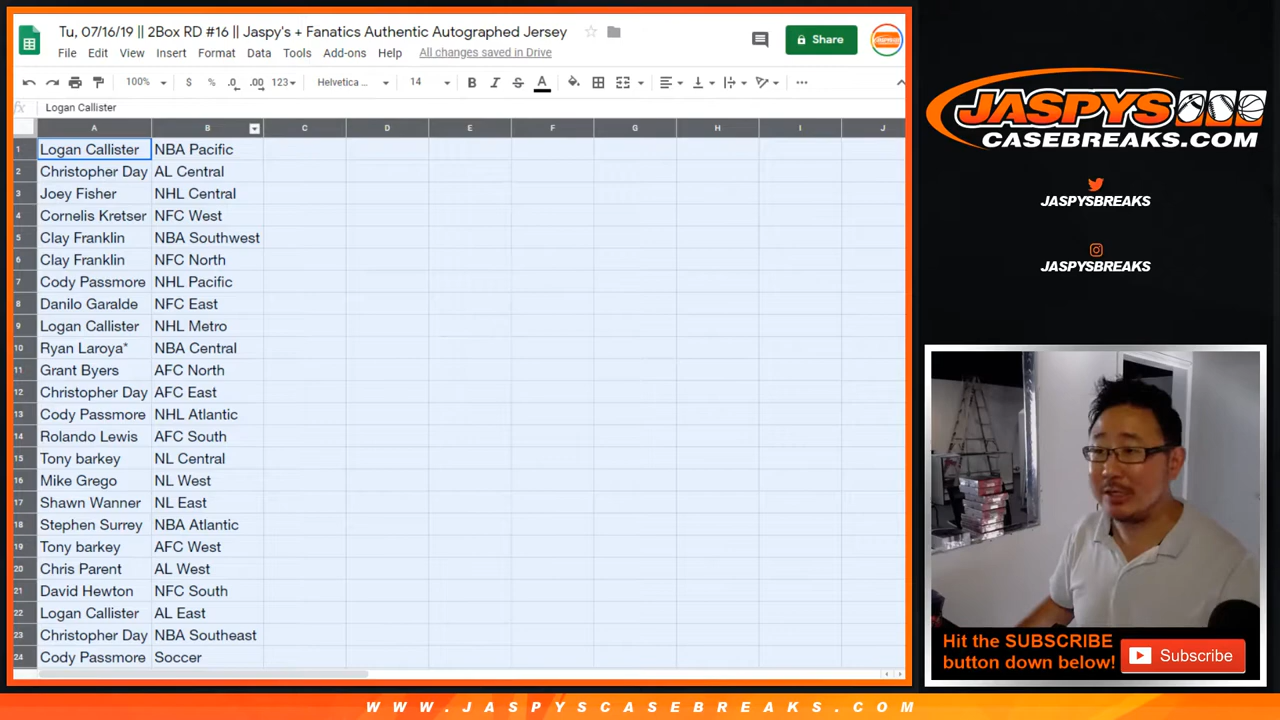 Tu, 07/16/19 || 2Box RD #16 || Jaspy's + Fanatics Authentic Autographed Jersey
File Edit View Insert Format Data Tools Add-ons Help All changes saved in Drive
Share
100% $ % .0 .00 123 Helvetica ... 14 B I S A
fx Logan Callister
A B C D E F G H I J
1 Logan Callister NBA Pacific
2 Christopher Day AL Central
3 Joey Fisher NHL Central
4 Cornelis Kretser NFC West
5 Clay Franklin NBA Southwest
6 Clay Franklin NFC North
7 Cody Passmore NHL Pacific
8 Danilo Garalde NFC East
9 Logan Callister NHL Metro
10 Ryan Laroya* NBA Central
11 Grant Byers AFC North
12 Christopher Day AFC East
13 Cody Passmore NHL Atlantic
14 Rolando Lewis AFC South
15 Tony barkey NL Central
16 Mike Grego NL West
17 Shawn Wanner NL East
18 Stephen Surrey NBA Atlantic
19 Tony barkey AFC West
20 Chris Parent AL West
21 David Hewton NFC South
22 Logan Callister AL East
23 Christopher Day NBA Southeast
24 Cody Passmore Soccer
JASPYS
CASEBREAKS.COM
JASPYSBREAKS
JASPYSBREAKS
Hit the SUBSCRIBE
button down below!
Subscribe
WWW.JASPYSCASEBREAKS.COM